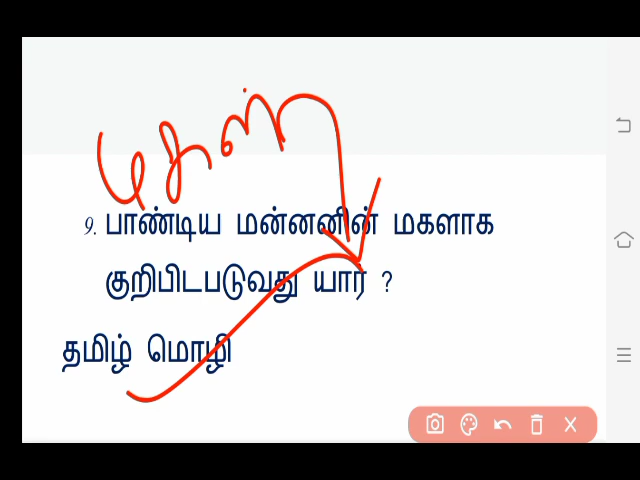 மகள்
9. பாண்டிய மன்னனின் மகளாக
குறிபிடபடுவது யார் ?
தமிழ் மொழி